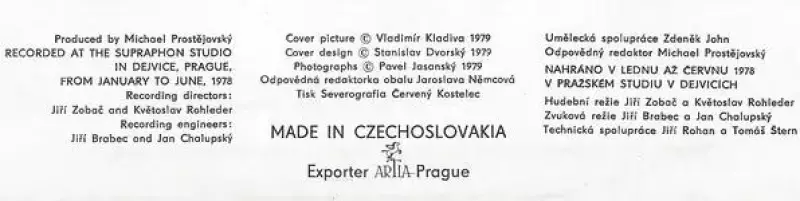 Produced by Michael Prostějovský
RECORDED AT THE SUPRAPHON STUDIO
IN DEJVICE, PRAGUE,
FROM JANUARY TO JUNE, 1978
Recording directors:
Jiří Zobač and Květoslav Rohleder
Recording engineers:
Jiří Brabec and Jan Chalupský
Cover picture © Vladimír Kladiva 1979
Cover design © Stanislav Dvorský 1979
Photographs © Pavel Jasanský 1979
Odpovědná redaktorka obalu Jaroslava Němcová
Tisk Severografia Červený Kostelec
MADE IN CZECHOSLOVAKIA
Exporter ARTIA-Prague
Umělecká spolupráce Zdeněk John
Odpovědný redaktor Michael Prostějovský
NAHRÁNO V LEDNU AŽ ČERVNU 1978
V PRAŽSKÉM STUDIU V DEJVICÍCH
Hudební režie Jiří Zobač a Květoslav Rohleder
Zvuková režie Jiří Brabec a Jan Chalupský
Technická spolupráce Jiří Rohan a Tomáš Štern